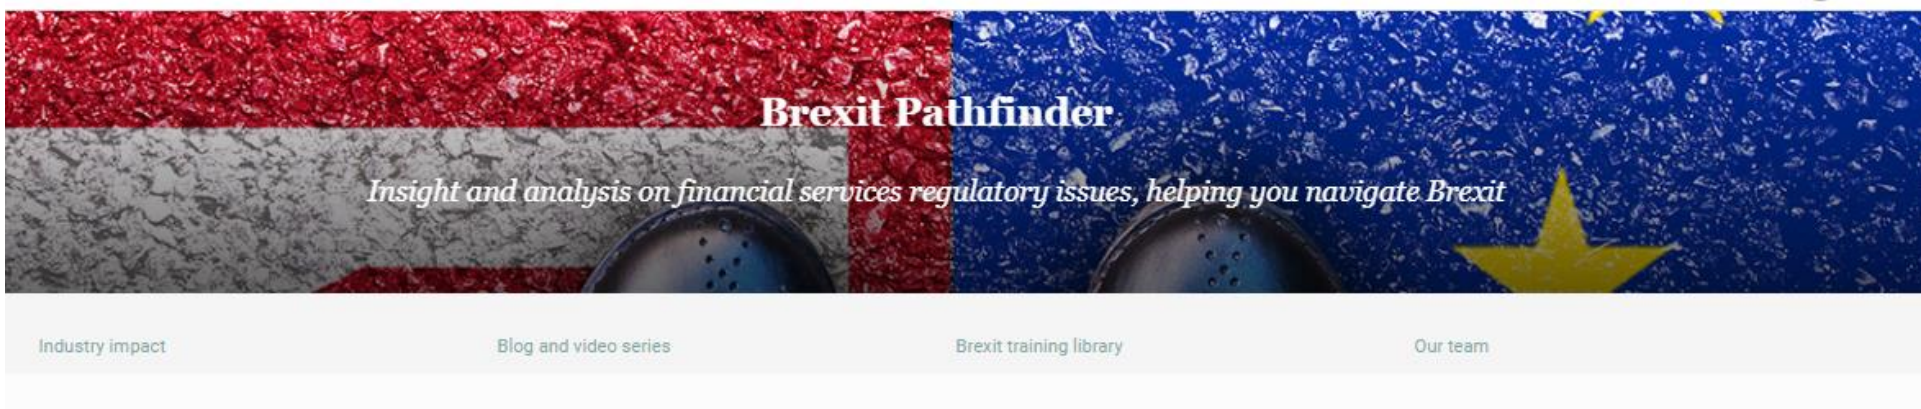 Brexit Pathfinder
Insight and analysis on financial services regulatory issues, helping you navigate Brexit
Industry impact
Blog and video series
Brexit training library
Our team